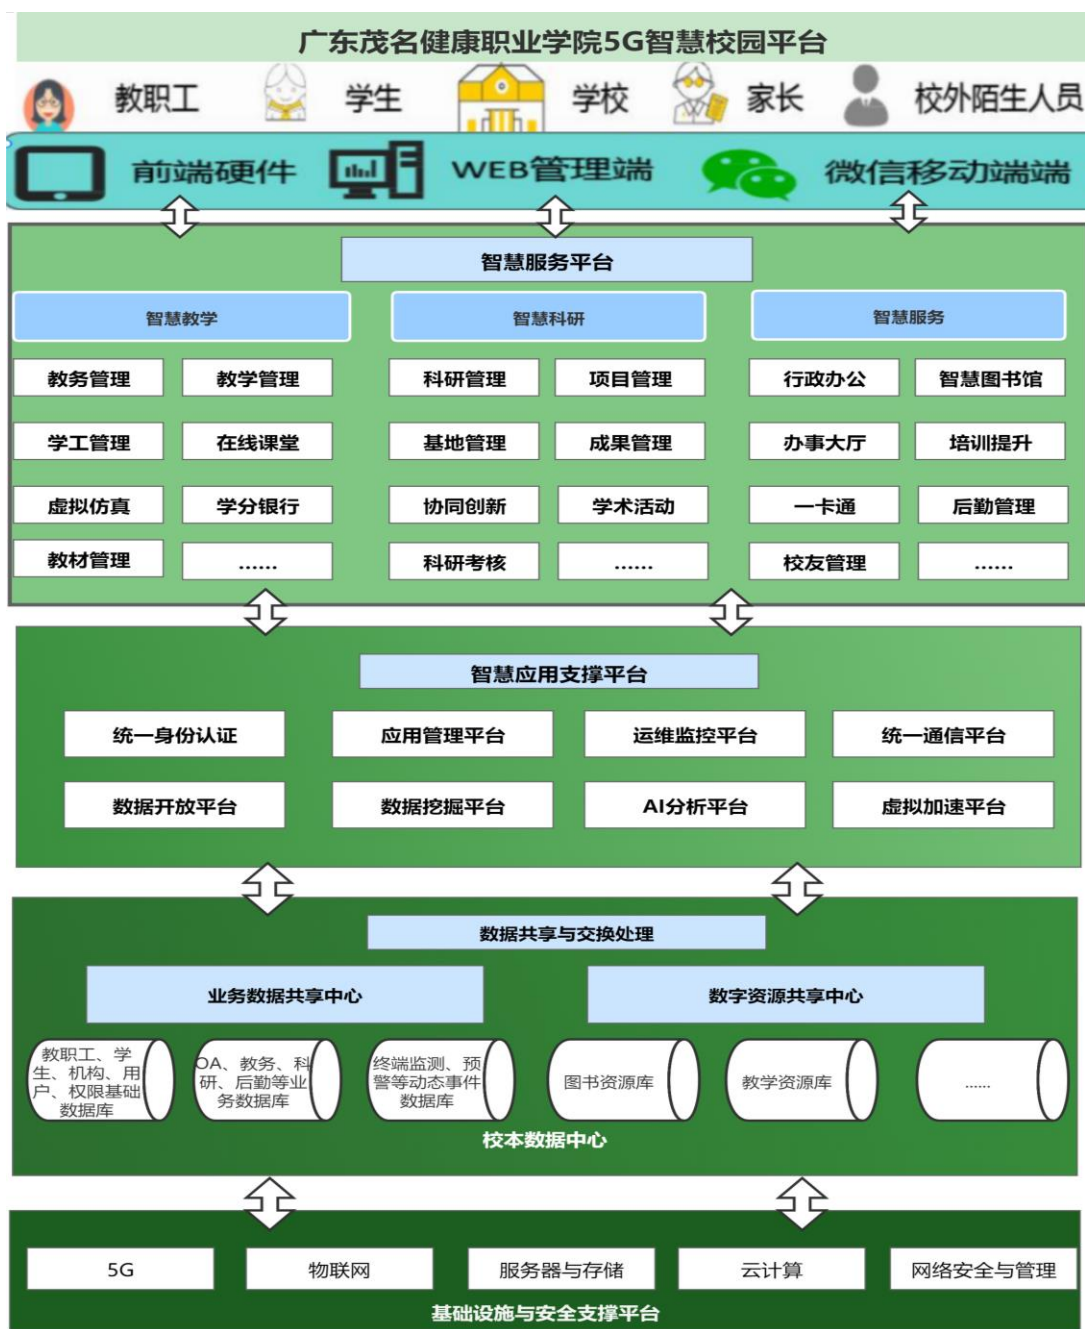 广东茂名健康职业学院5G智慧校园平台
教职工 学生 学校 家长 校外陌生人员
前端硬件 WEB管理端 微信移动端端
智慧服务平台
智慧教学 智慧科研 智慧服务
教务管理 教学管理 科研管理 项目管理 行政办公 智慧图书馆
学工管理 在线课堂 基地管理 成果管理 办事大厅 培训提升
虚拟仿真 学分银行 协同创新 学术活动 一卡通 后勤管理
教材管理 …… 科研考核 …… 校友管理 ……
智慧应用支撑平台
统一身份认证 应用管理平台 运维监控平台 统一通信平台
数据开放平台 数据挖掘平台 AI分析平台 虚拟加速平台
数据共享与交换处理
业务数据共享中心 数字资源共享中心
教职工、学
生、机构、用
户、权限基础
数据库
OA、教务、科
研、后勤等业
务数据库
终端监测、预
警等动态事件
数据库
图书资源库
教学资源库
……
校本数据中心
5G 物联网 服务器与存储 云计算 网络安全与管理
基础设施与安全支撑平台